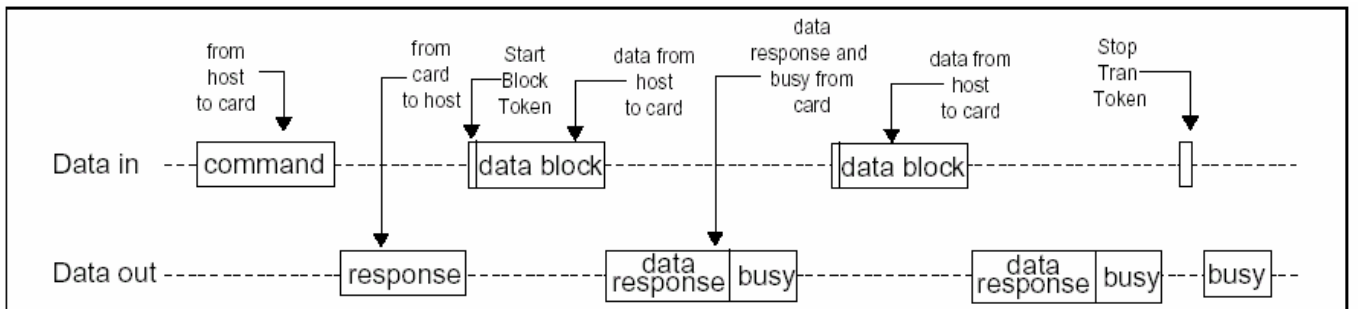 from
host
to card
from
card
to host
Start
Block
Token
data from
host
to card
data
response and
busy from
card
data from
host
to card
Stop
Tran
Token
Data in
command
data block
data block
Data out
response
data
response
busy
data
response
busy
busy